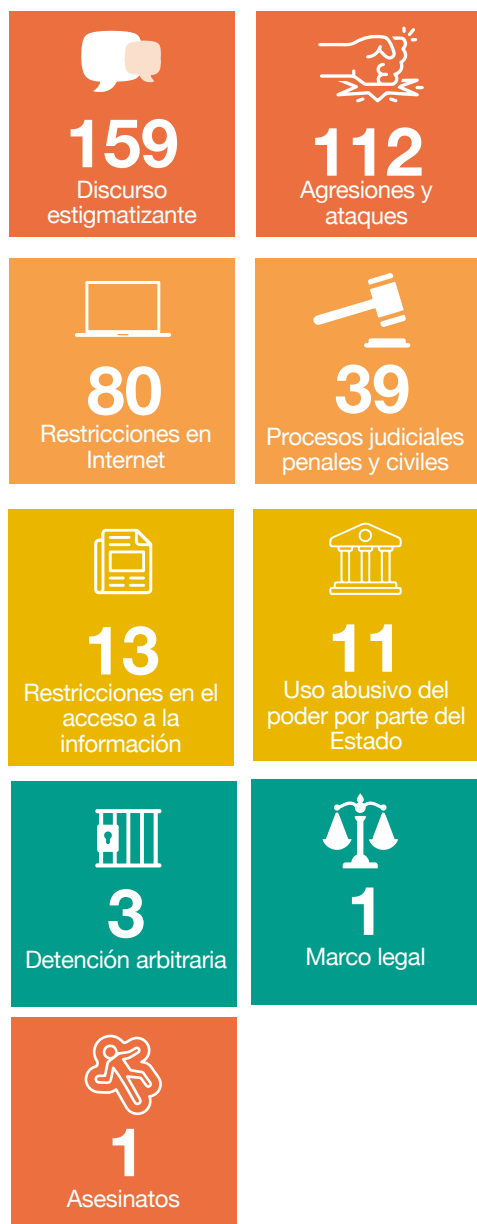 159
Discurso
estigmatizante
112
Agresiones y
ataques
80
Restricciones en
Internet
39
Procesos judiciales
penales y civiles
13
Restricciones en el
acceso a la
información
11
Uso abusivo del
poder por parte del
Estado
3
Detención arbitraria
1
Marco legal
1
Asesinatos